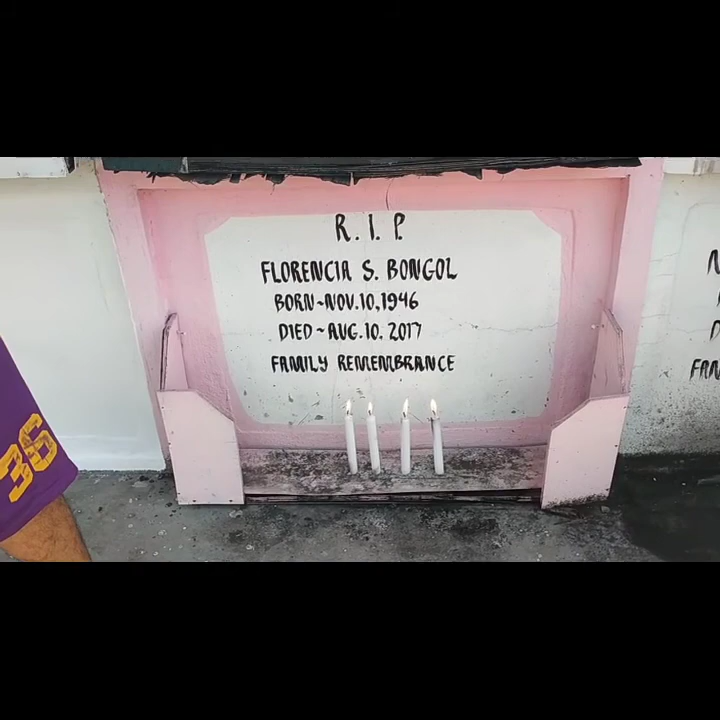 R. I. P.
FLORENCIA S. BONGOL
BORN~NOV. 10, 1946
DIED~AUG. 10, 2017
FAMILY REMEMBRANCE
36